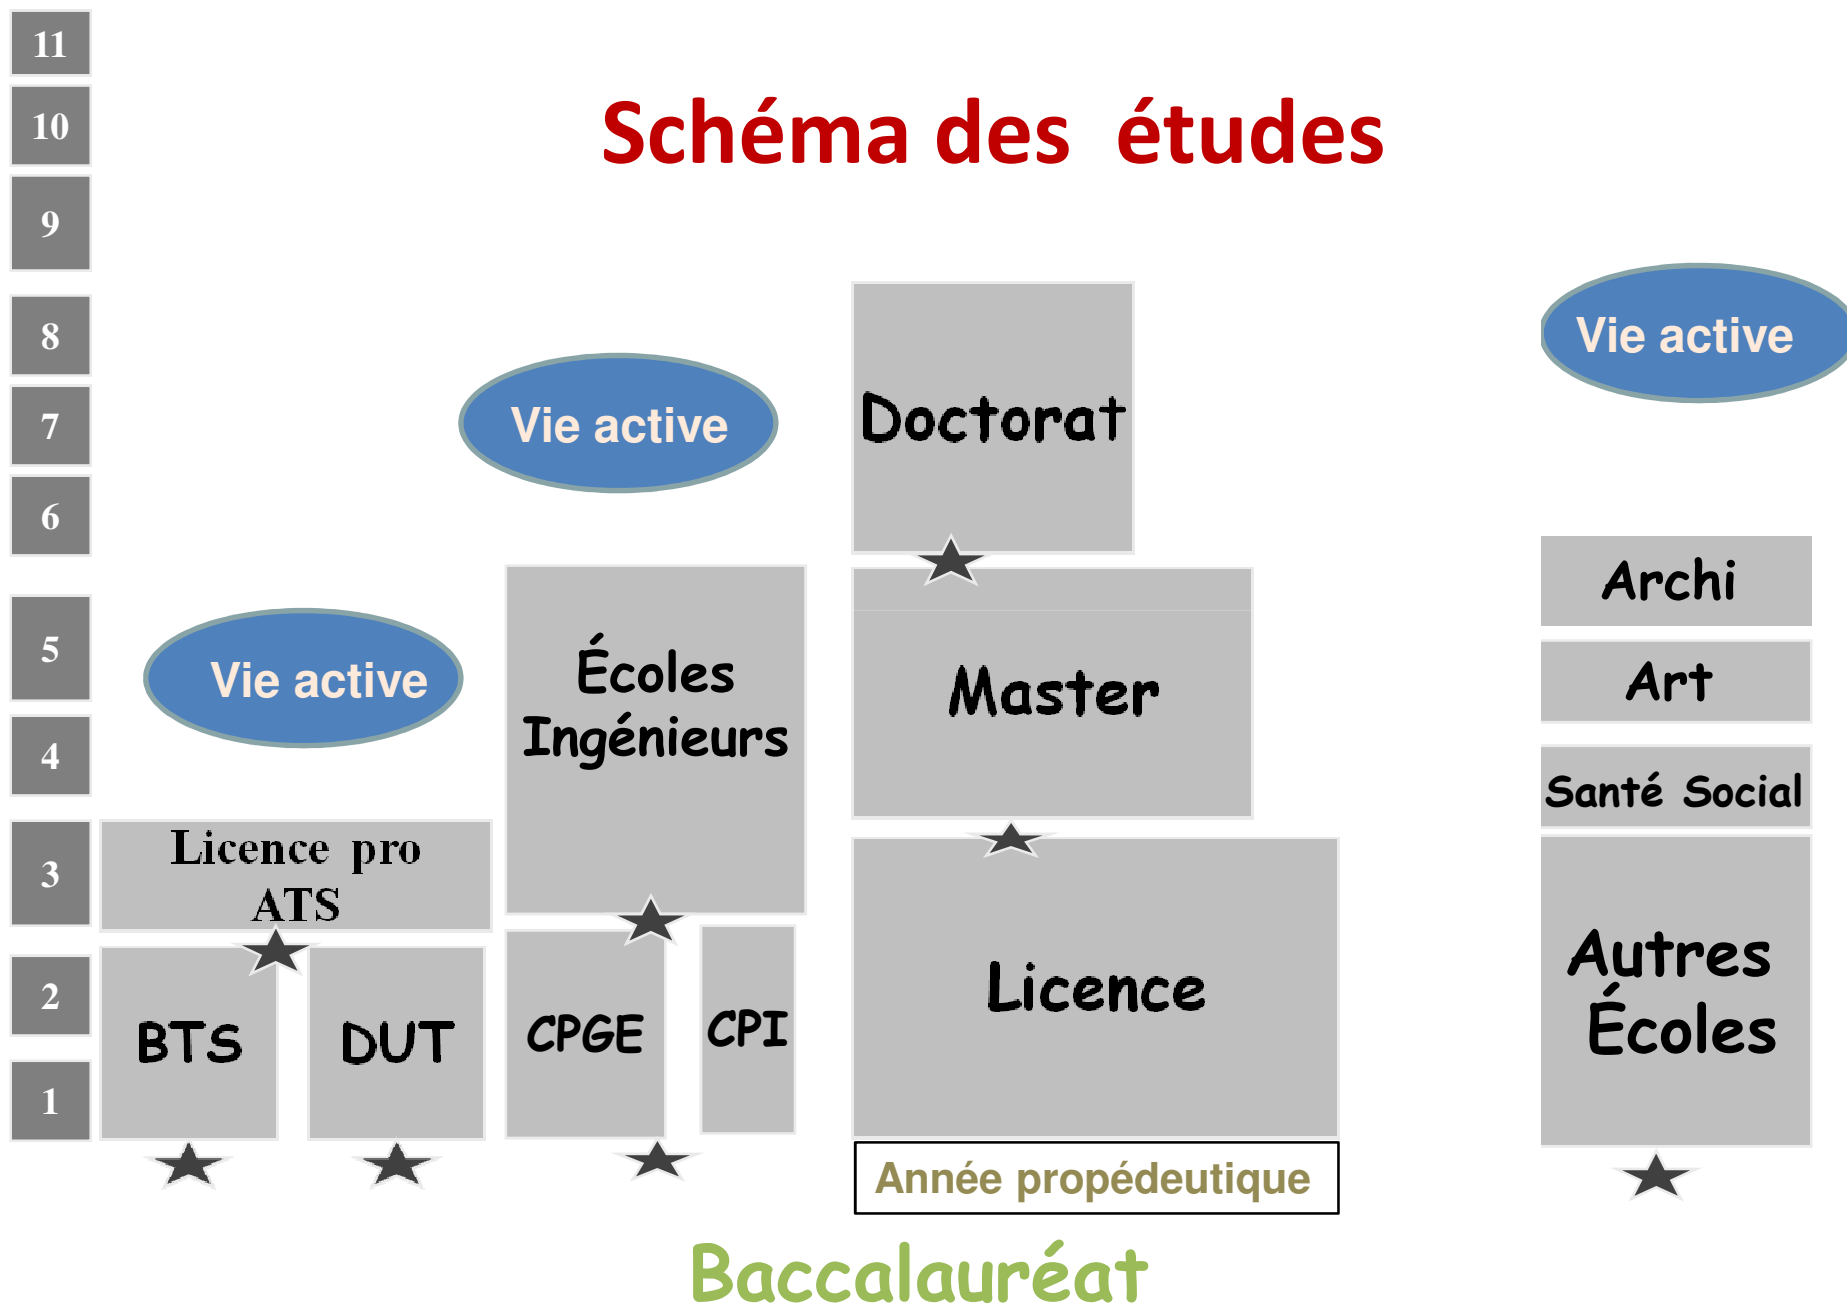 11
10
Schéma des études
9
8
Vie active
7
Vie active
Doctorat
6
Archi
5
Vie active
Écoles
Ingénieurs
Master
Art
4
Santé Social
3
Licence pro
ATS
Autres
Écoles
2
BTS
DUT
CPGE
CPI
Licence
1
Année propédeutique
Baccalauréat